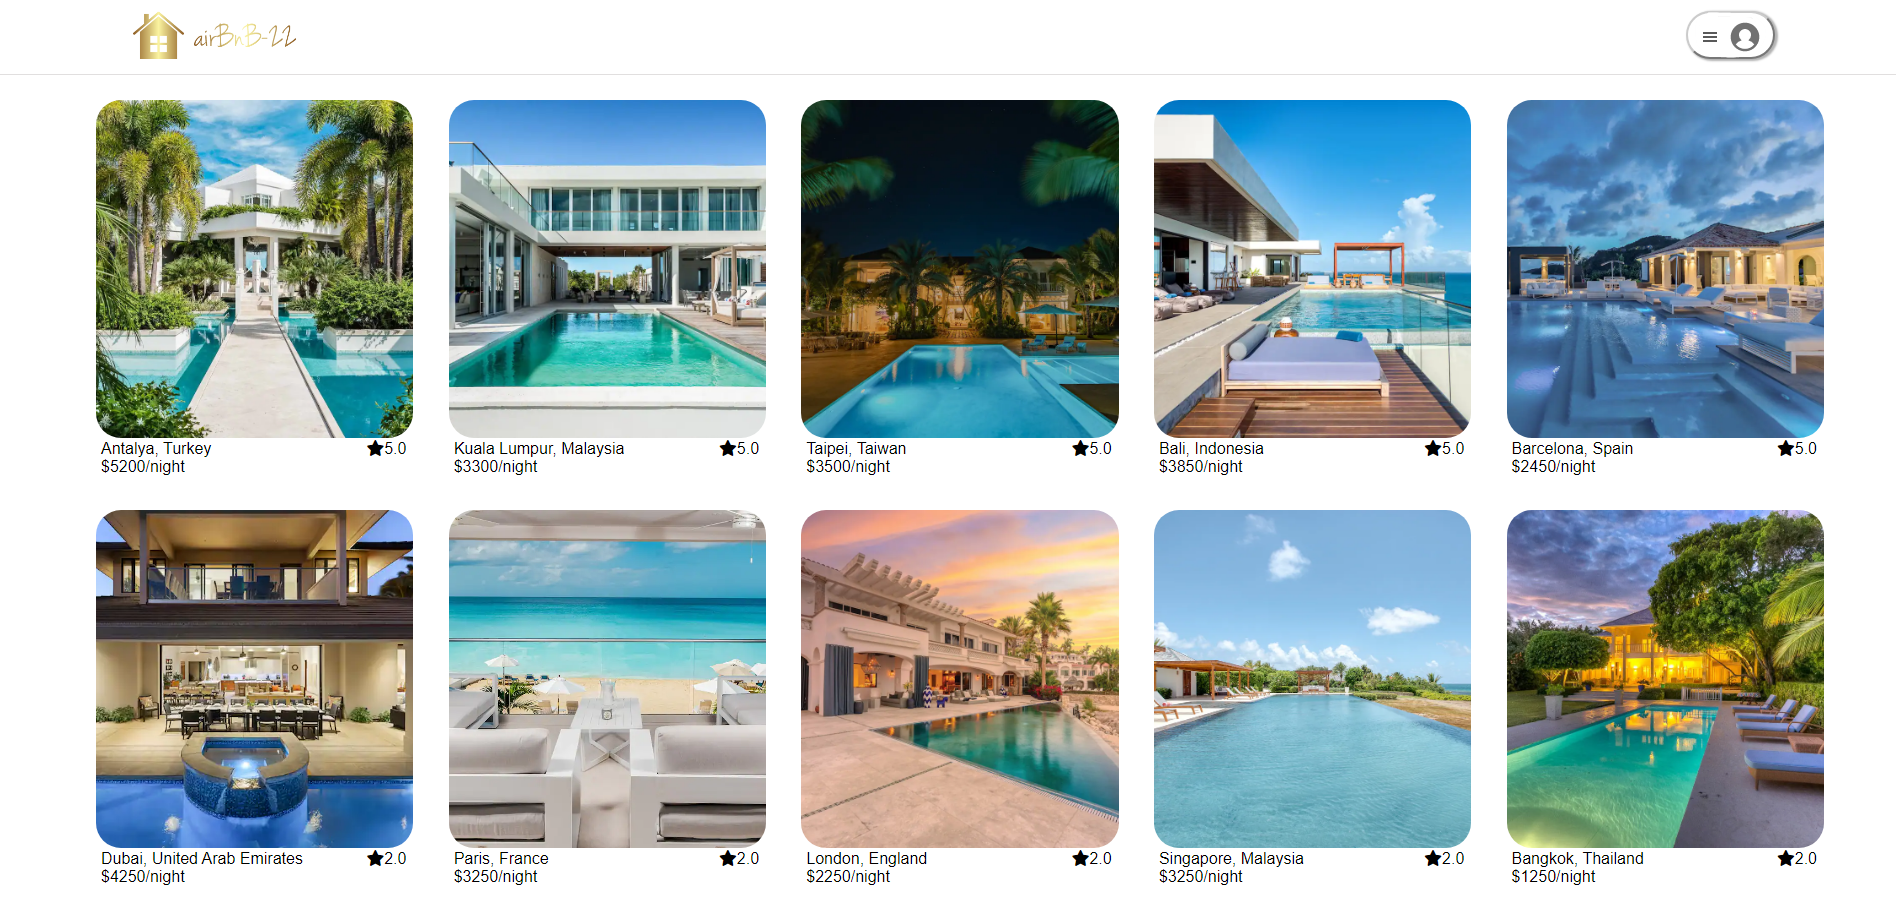 airBnB-22
Antalya, Turkey 5.0
$5200/night
Kuala Lumpur, Malaysia 5.0
$3300/night
Taipei, Taiwan 5.0
$3500/night
Bali, Indonesia 5.0
$3850/night
Barcelona, Spain 5.0
$2450/night
Dubai, United Arab Emirates 2.0
$4250/night
Paris, France 2.0
$3250/night
London, England 2.0
$2250/night
Singapore, Malaysia 2.0
$3250/night
Bangkok, Thailand 2.0
$1250/night